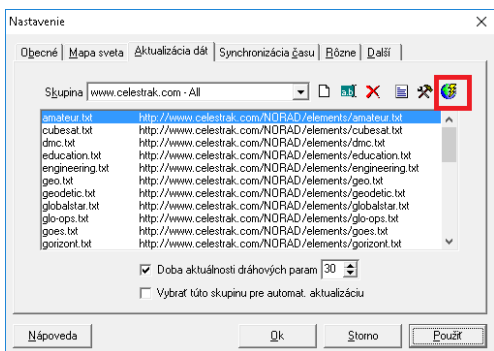 Nastavenie
Obecné Mapa sveta Aktualizácia dát Synchronizácia času Rôzne Další
Skupina www.celestrak.com - All
amateur.txt http://www.celestrak.com/NORAD/elements/amateur.txt
cubesat.txt http://www.celestrak.com/NORAD/elements/cubesat.txt
dmc.txt http://www.celestrak.com/NORAD/elements/dmc.txt
education.txt http://www.celestrak.com/NORAD/elements/education.txt
engineering.txt http://www.celestrak.com/NORAD/elements/engineering.txt
geo.txt http://www.celestrak.com/NORAD/elements/geo.txt
geodetic.txt http://www.celestrak.com/NORAD/elements/geodetic.txt
globalstar.txt http://www.celestrak.com/NORAD/elements/globalstar.txt
glo-ops.txt http://www.celestrak.com/NORAD/elements/glo-ops.txt
goes.txt http://www.celestrak.com/NORAD/elements/goes.txt
gorizont.txt http://www.celestrak.com/NORAD/elements/gorizont.txt
Doba aktuálnosti dráhových param 30
Vybrať túto skupinu pre automat. aktualizáciu
Nápoveda Ok Storno Použiť